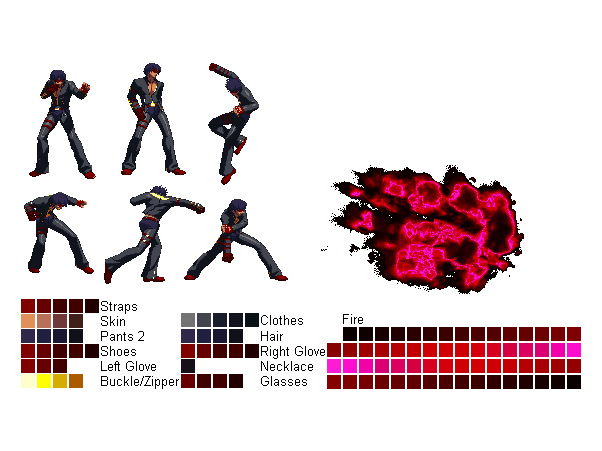 Straps
Skin
Pants 2
Shoes
Left Glove
Buckle/Zipper
Clothes
Hair
Right Glove
Necklace
Glasses
Fire